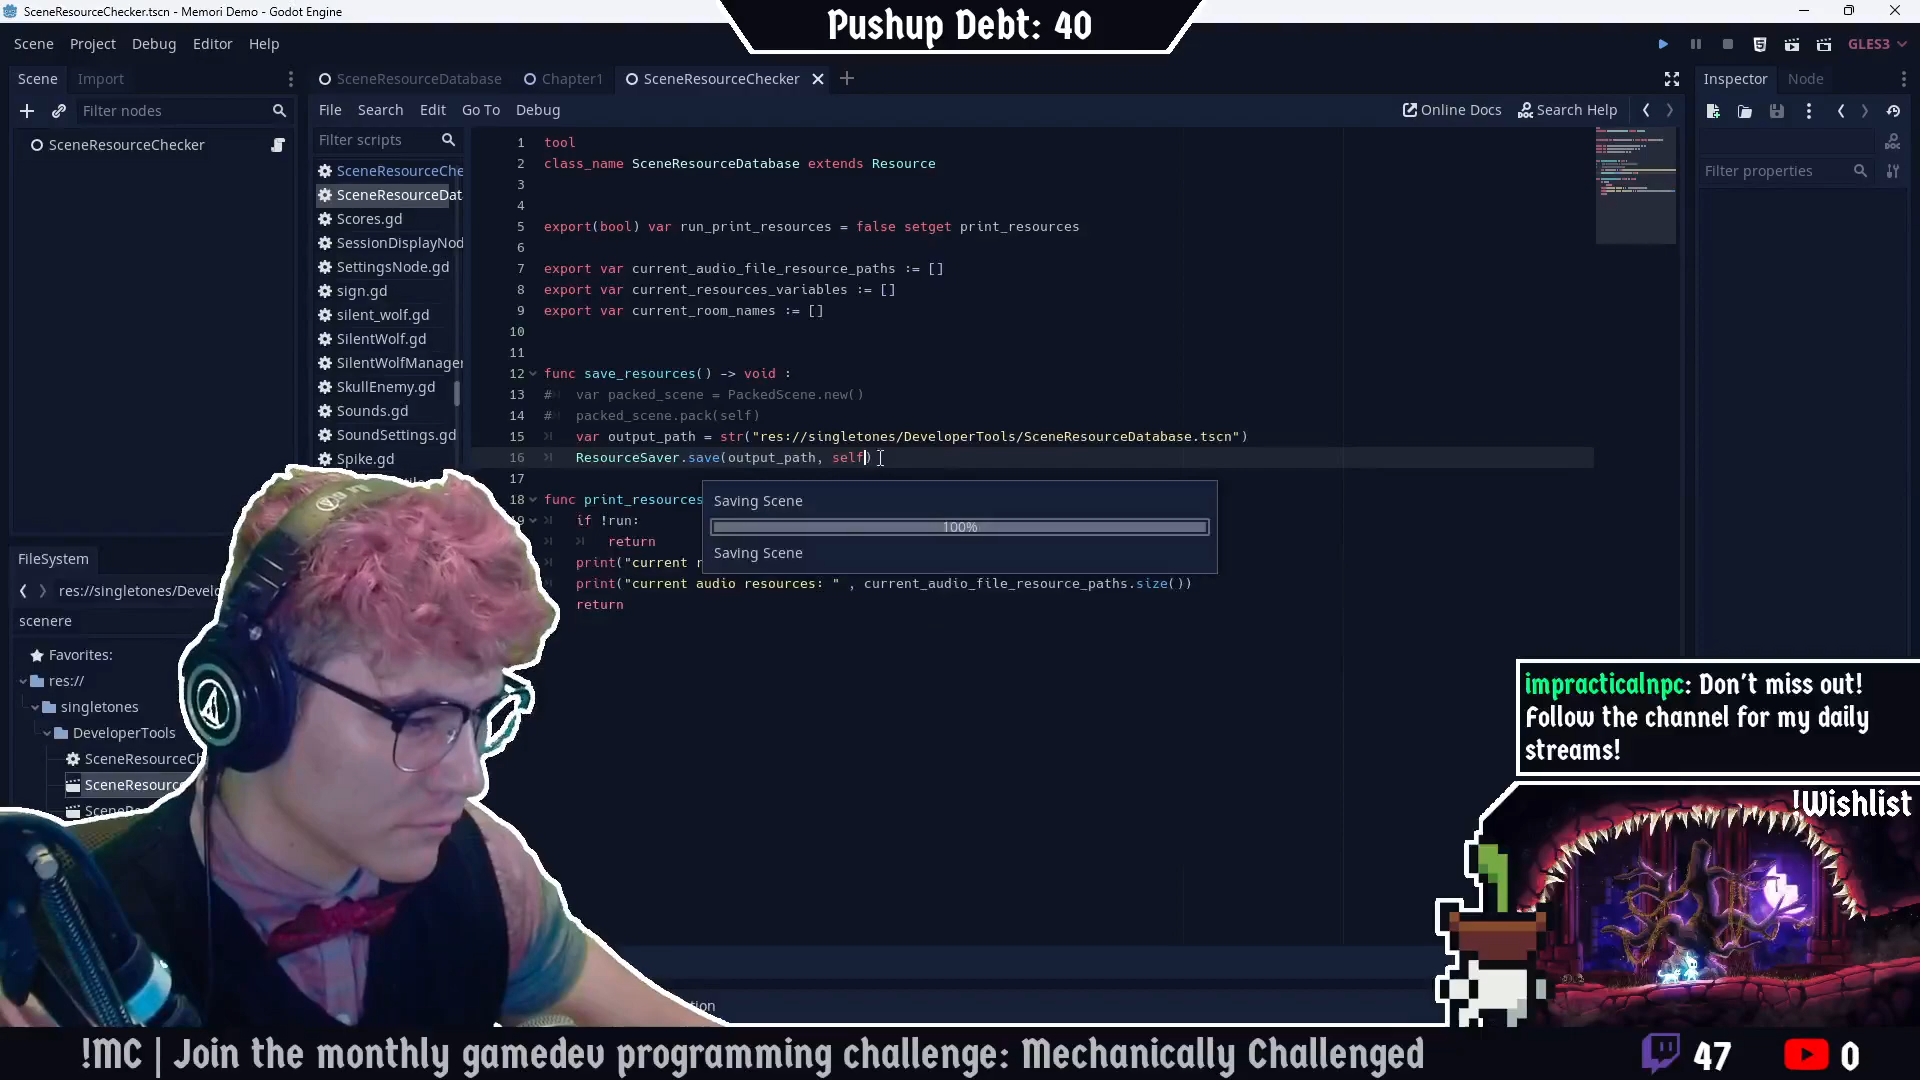 SceneResourceChecker.tscn - Memori Demo - Godot Engine
Pushup Debt: 40
Scene Project Debug Editor Help
GLES3
Scene Import
SceneResourceDatabase Chapter1 SceneResourceChecker
Inspector Node
Filter nodes
File Search Edit Go To Debug
Online Docs Search Help
SceneResourceChecker
Filter scripts
SceneResourceChe
SceneResourceDat
Scores.gd
SessionDisplayNod
SettingsNode.gd
sign.gd
silent_wolf.gd
SilentWolf.gd
SilentWolfManager
SkullEnemy.gd
Sounds.gd
SoundSettings.gd
Spike.gd
Filter properties
1 tool
2 class_name SceneResourceDatabase extends Resource
3
4
5 export(bool) var run_print_resources = false setget print_resources
6
7 export var current_audio_file_resource_paths := []
8 export var current_resources_variables := []
9 export var current_room_names := []
10
11
12 func save_resources() -> void :
13 # var packed_scene = PackedScene.new()
14 # packed_scene.pack(self)
15 var output_path = str("res://singletones/DeveloperTools/SceneResourceDatabase.tscn")
16 ResourceSaver.save(output_path, self)
17
18 func print_resources
if !run:
return
print("current r
print("current audio resources: " , current_audio_file_resource_paths.size())
return
Saving Scene
100%
Saving Scene
FileSystem
res://singletones/Develo
scenere
Favorites:
res://
singletones
DeveloperTools
SceneResourceCh
SceneResource
SceneRe
impracticalnpc: Don't miss out!
Follow the channel for my daily
streams!
!Wishlist
!MC | Join the monthly gamedev programming challenge: Mechanically Challenged
47 0